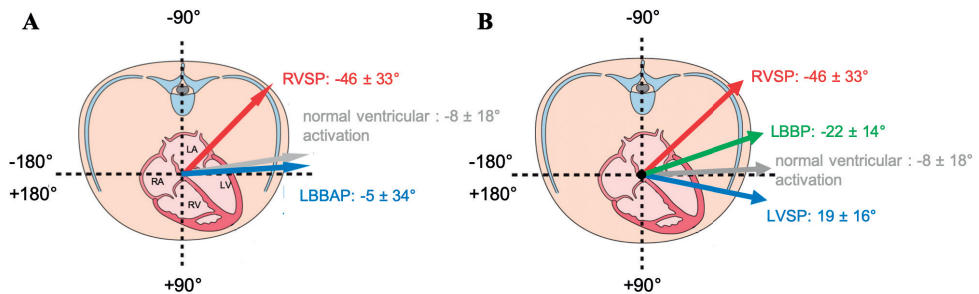 A
-90°
RVSP: -46 ± 33°
normal ventricular : -8 ± 18°
activation
LA
-180°
+180°
RA
LV
LBBAP: -5 ± 34°
RV
+90°
B
-90°
RVSP: -46 ± 33°
LBBP: -22 ± 14°
-180°
+180°
normal ventricular : -8 ± 18°
activation
LVSP: 19 ± 16°
+90°